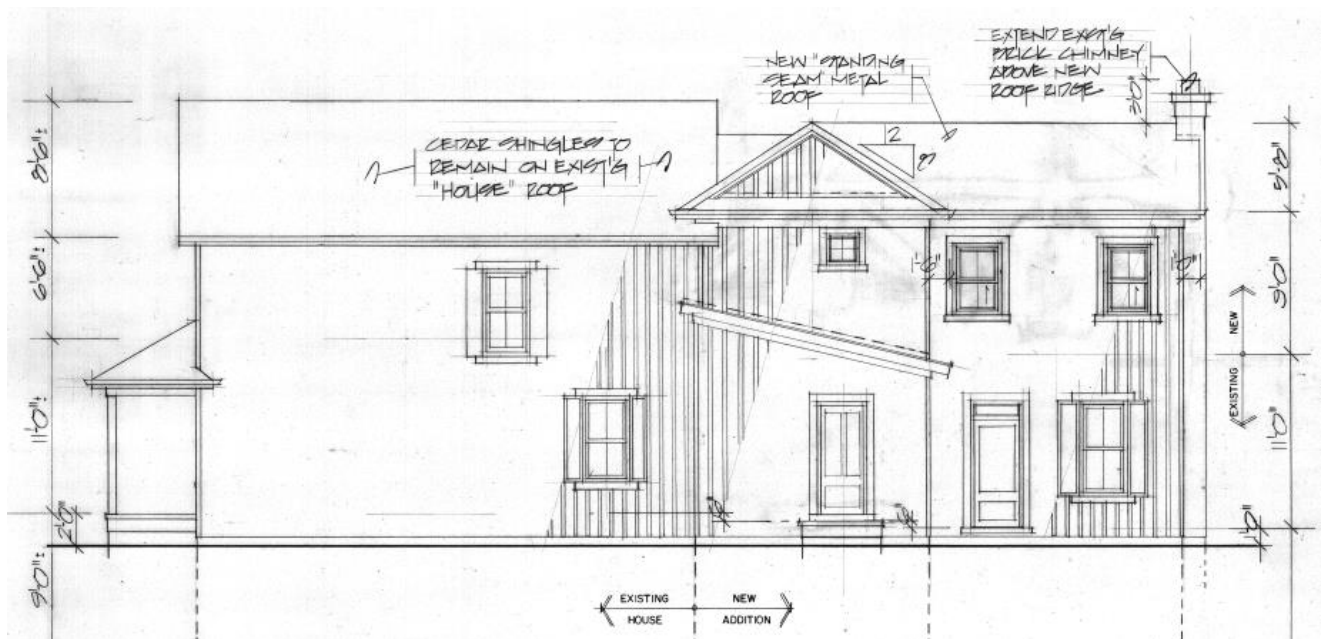 NEW "STANDING
SEAM" METAL
ROOF
EXTEND EXIST'G
BRICK CHIMNEY
ABOVE NEW
ROOF RIDGE
3'0"
CEDAR SHINGLES TO
REMAIN ON EXIST'G
"HOUSE" ROOF
8'6"±
6'6"±
11'0"±
2'0"
9'0"±
12
8
1'6"
1'0"
5'8"
9'0"
11'0"
1'0"
NEW
EXISTING
EXISTING
HOUSE
NEW
ADDITION